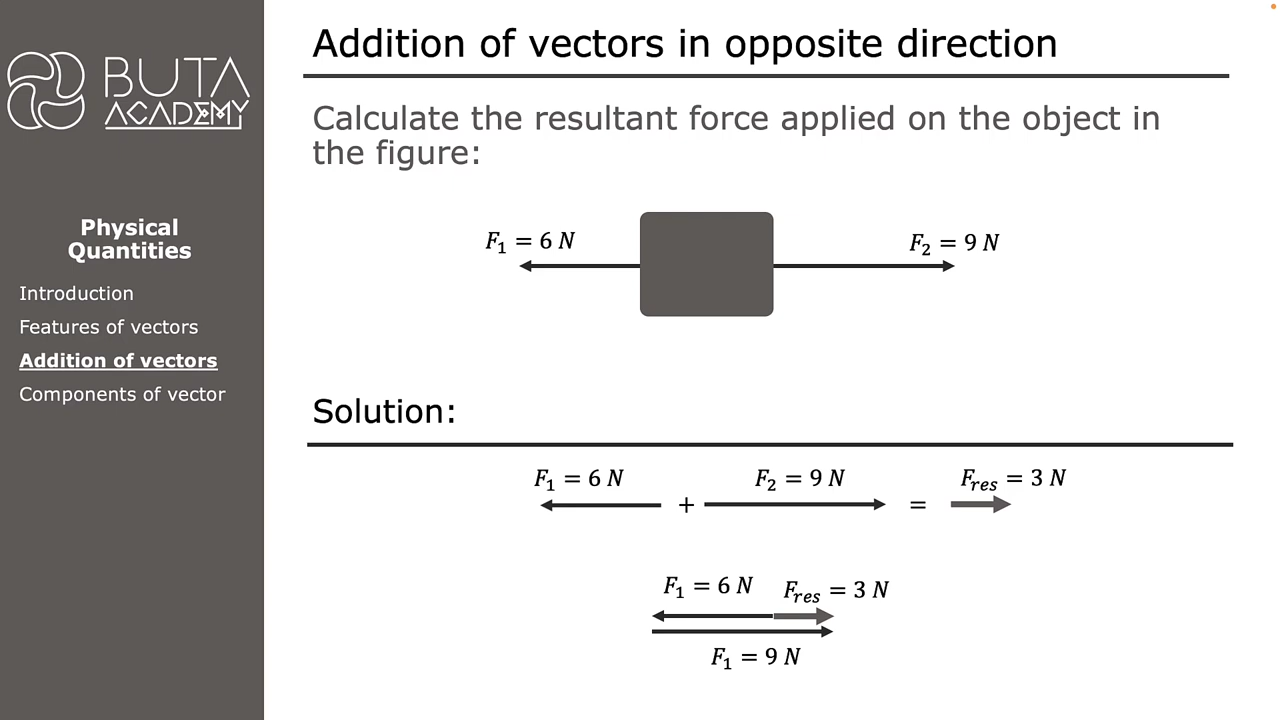 BUTA
ACADEMY
Physical
Quantities
Introduction
Features of vectors
Addition of vectors
Components of vector
Addition of vectors in opposite direction
Calculate the resultant force applied on the object in
the figure:
F₁ = 6 N
F₂ = 9 N
Solution:
F₁ = 6 N + F₂ = 9 N = Fres = 3 N
F₁ = 6 N
Fres = 3 N
F₁ = 9 N